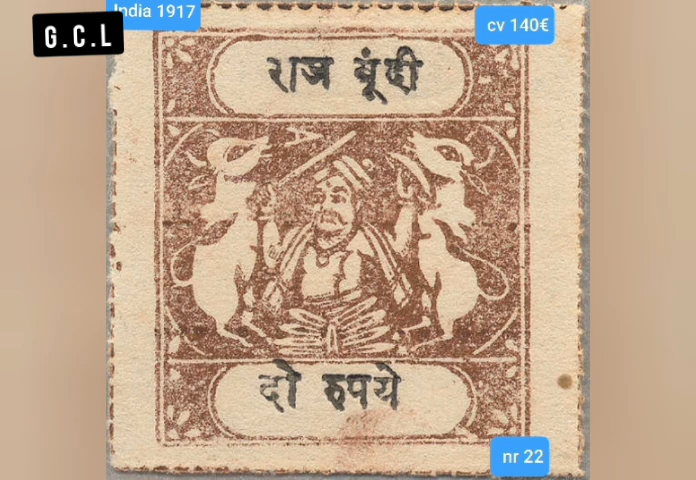 India 1917
G.C.L
cv 140€
राज बूंदी
दो रुपये
nr 22